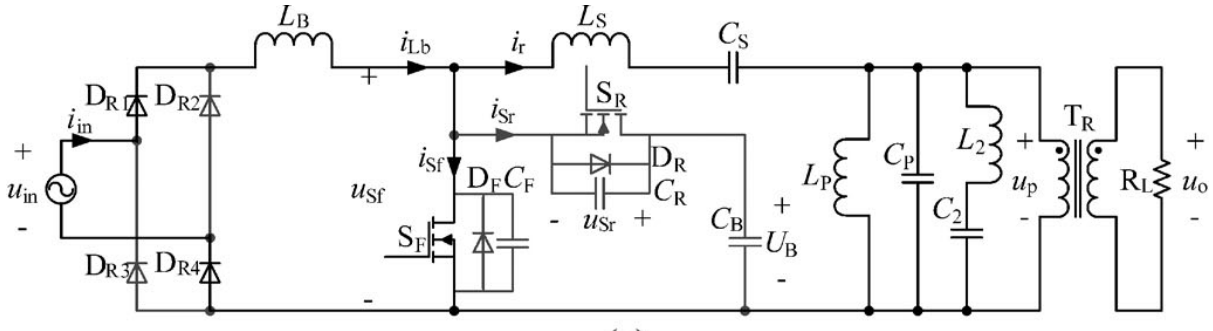 L_B
i_Lb
i_r
L_S
C_S
+
D_R1
D_R2
i_in
+
u_in
-
D_R3
D_R4
u_Sf
-
i_Sf
i_Sr
S_R
D_R
C_R
- u_Sr +
D_F C_F
S_F
C_B
+
U_B
-
L_P
C_P
L_2
C_2
+
u_p
-
T_R
R_L
+
u_o
-